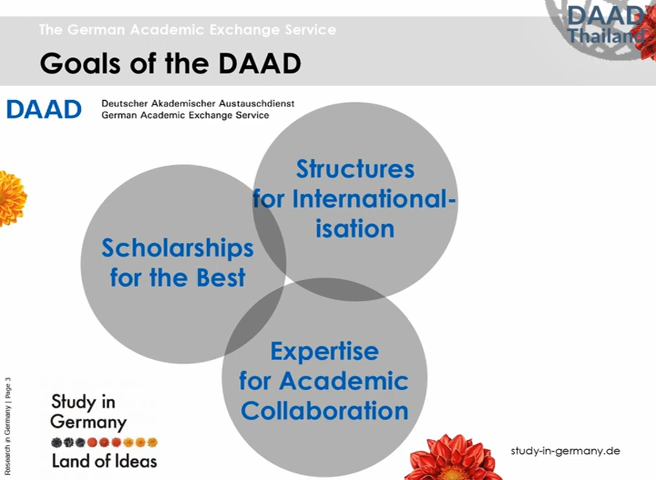 The German Academic Exchange Service
Goals of the DAAD
DAAD
Thailand
DAAD
Deutscher Akademischer Austauschdienst
German Academic Exchange Service
Structures
for International-
isation
Scholarships
for the Best
Expertise
for Academic
Collaboration
Study in
Germany
Land of Ideas
study-in-germany.de
Research in Germany | Page 3